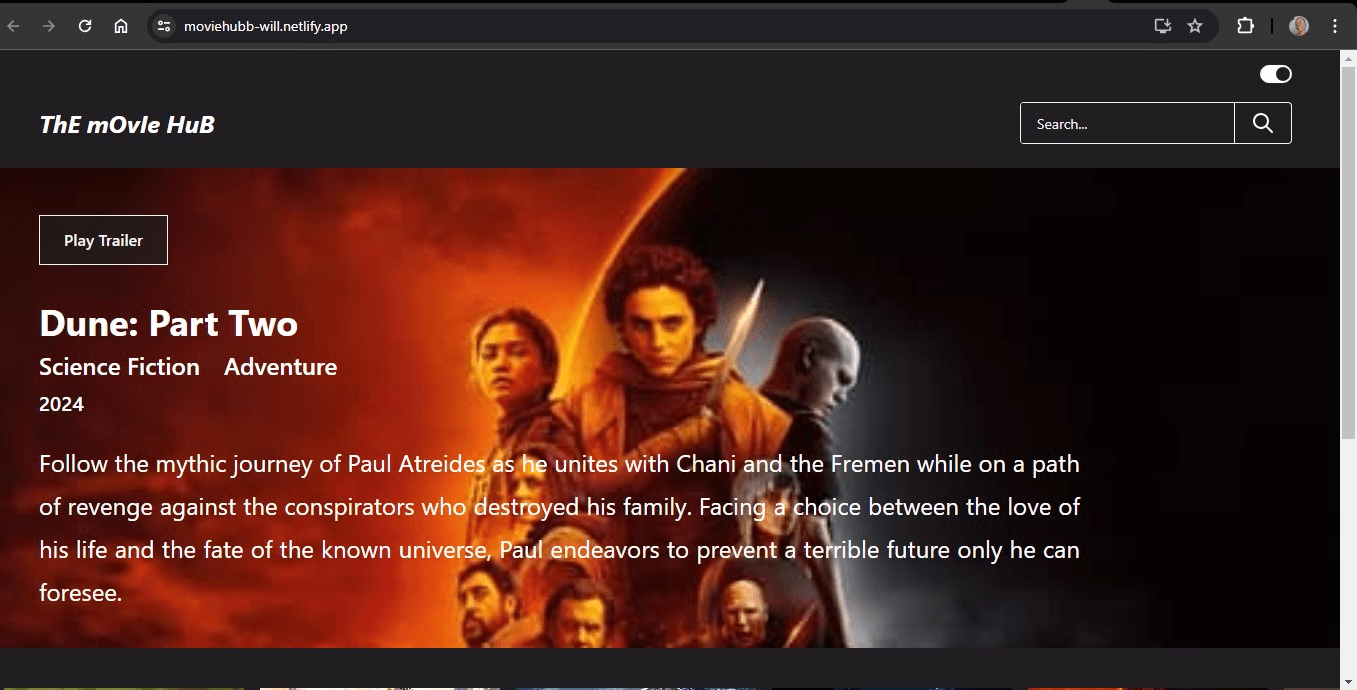 moviehubb-will.netlify.app
ThE mOvIe HuB
Search...
Play Trailer
Dune: Part Two
Science Fiction Adventure
2024
Follow the mythic journey of Paul Atreides as he unites with Chani and the Fremen while on a path
of revenge against the conspirators who destroyed his family. Facing a choice between the love of
his life and the fate of the known universe, Paul endeavors to prevent a terrible future only he can
foresee.